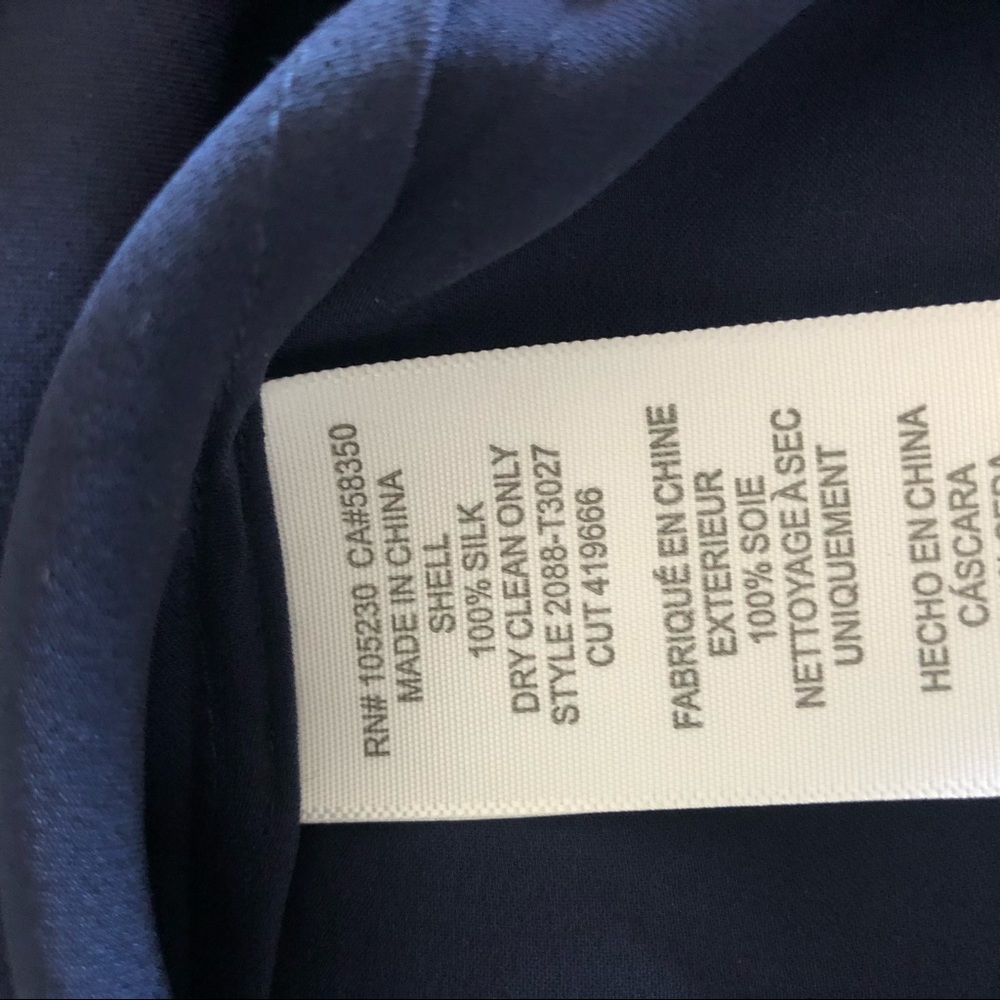 RN# 105230 CA#58350
MADE IN CHINA
SHELL
100% SILK
DRY CLEAN ONLY
STYLE 2088-T3027
CUT 419666
FABRIQUÉ EN CHINE
EXTERIEUR
100% SOIE
NETTOYAGE À SEC
UNIQUEMENT
HECHO EN CHINA
CÁSCARA